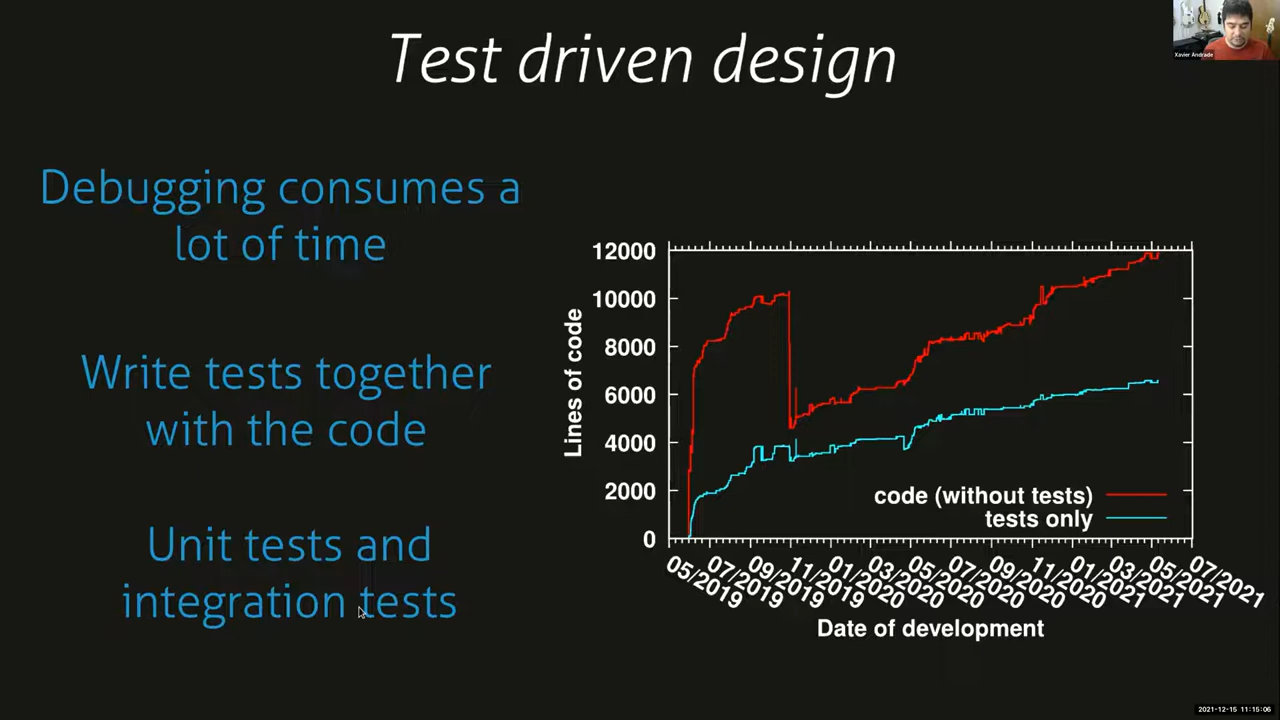 Test driven design
Xavier Andrade
Debugging consumes a
lot of time
Write tests together
with the code
Unit tests and
integration tests
12000
10000
8000
6000
4000
2000
0
Lines of code
code (without tests)
tests only
05/2019
07/2019
09/2019
11/2019
01/2020
03/2020
05/2020
07/2020
09/2020
11/2020
01/2021
03/2021
05/2021
07/2021
Date of development
2021-12-15 11:15:06